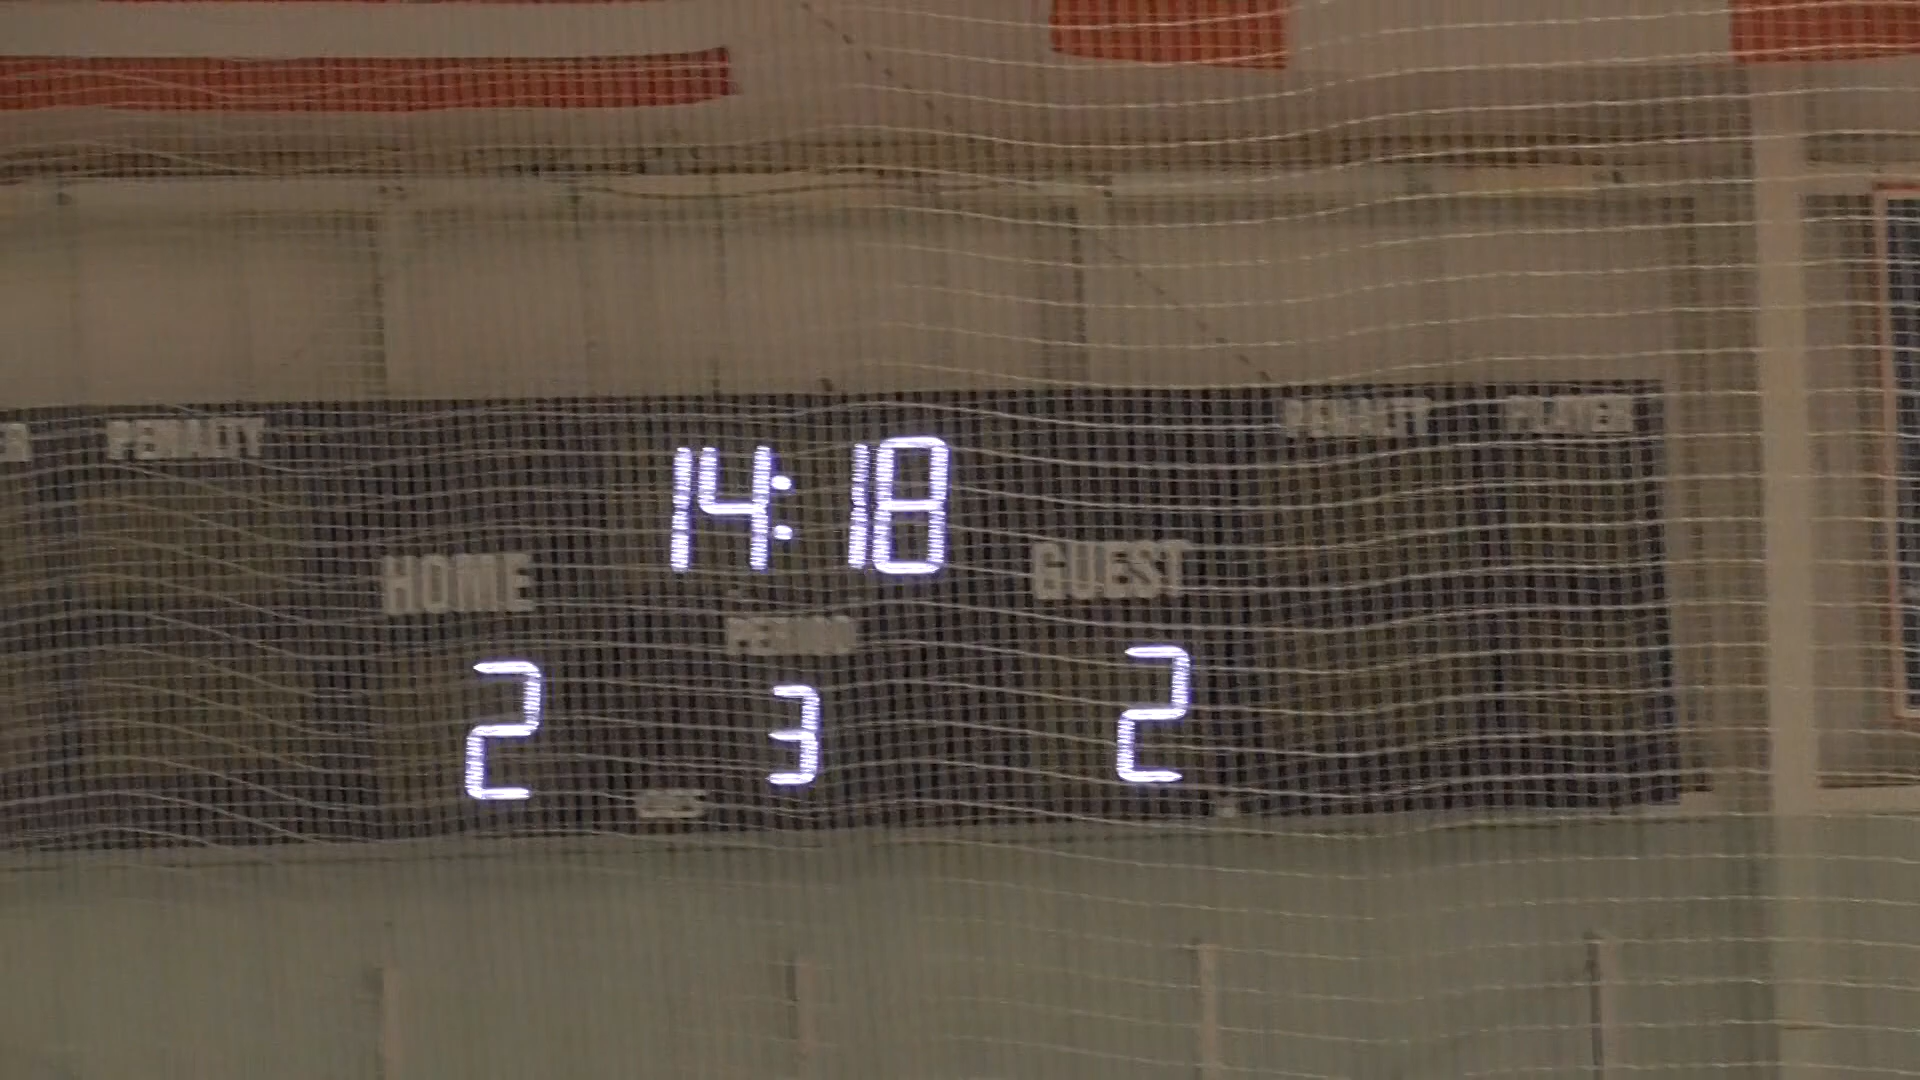 PENALTY 14:18 PENALTY PLAYER
HOME GUEST
PERIOD
2 3 2